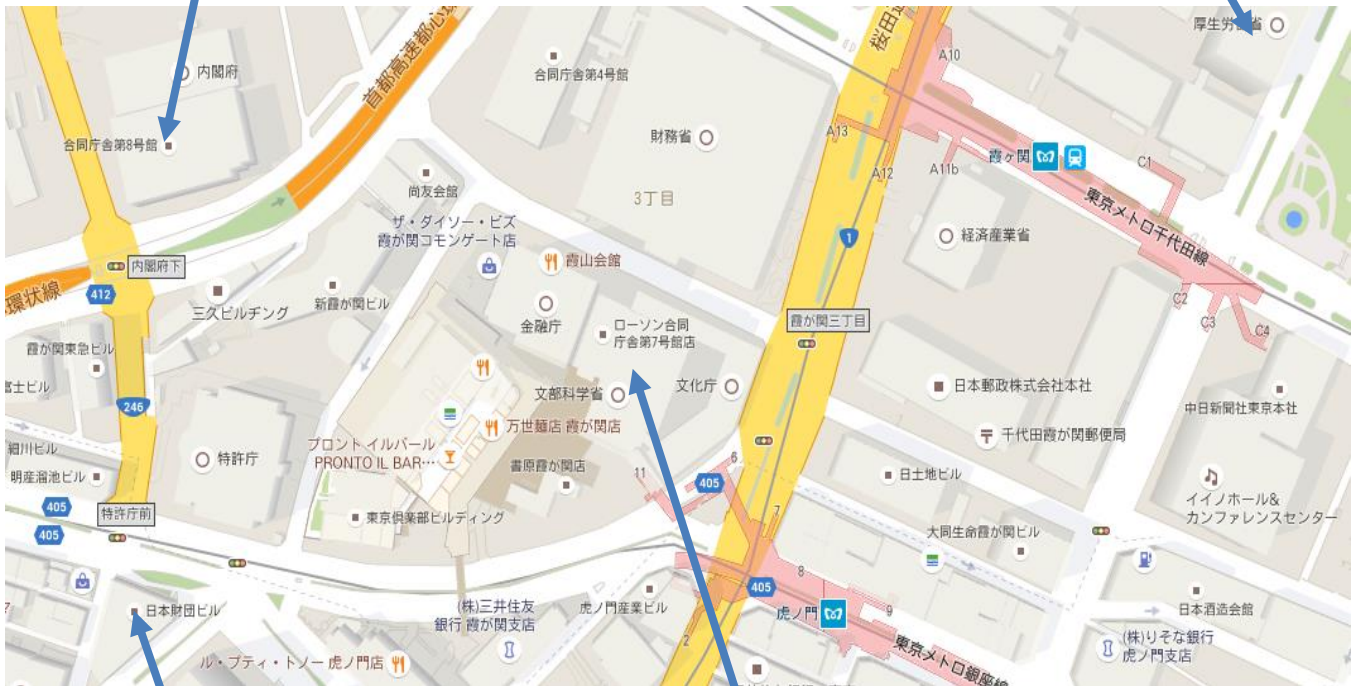 内閣府
合同庁舎第8号館
首都高速都心環
合同庁舎第4号館
財務省
3丁目
桜田通
厚生労働省
A10
A13
A12
A11b
霞ケ関
C1
東京メトロ千代田線
経済産業省
1
C2
C3
C4
尚友会館
ザ・ダイソー・ビズ
霞が関コモンゲート店
霞山会館
内閣府下
環状線
412
三久ビルヂング
新霞が関ビル
金融庁
ローソン合同
庁舎第7号館店
霞が関三丁目
霞が関東急ビル
富士ビル
246
文部科学省
文化庁
日本郵政株式会社本社
中日新聞社東京本社
万世麺店 霞が関店
千代田霞が関郵便局
細川ビル
特許庁
プロント イルバール
PRONTO IL BAR…
書原霞が関店
11
6
405
明産溜池ビル
日土地ビル
イイノホール&
カンファレンスセンター
405
特許庁前
405
東京倶楽部ビルディング
7
大同生命霞が関ビル
8
405
日本財団ビル
(株)三井住友
銀行 霞が関支店
虎ノ門産業ビル
虎ノ門
9
日本酒造会館
2
東京メトロ銀座線
(株)りそな銀行
虎ノ門支店
ル・プティ・トノー 虎ノ門店